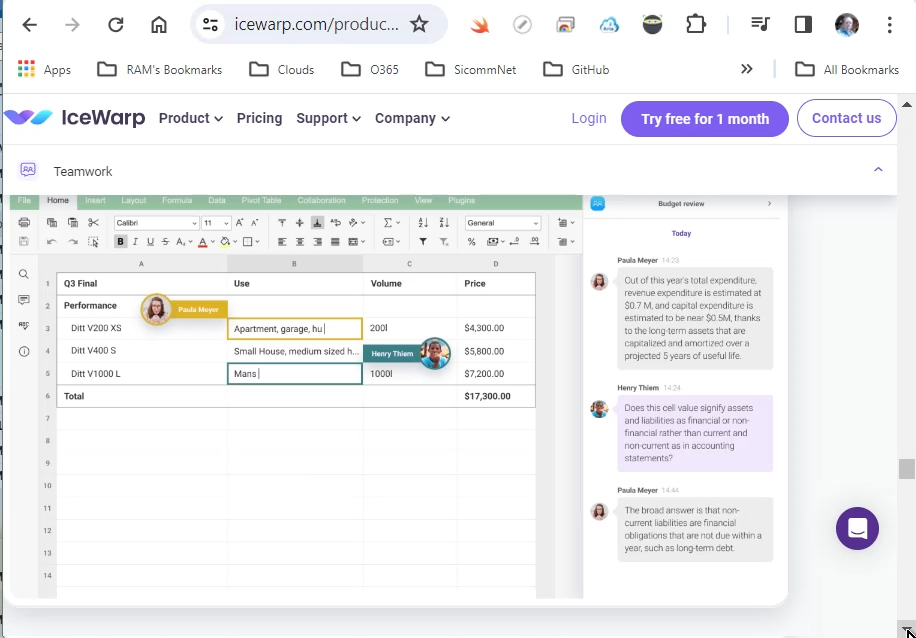 icewarp.com/produc...
Apps RAM's Bookmarks Clouds O365 SicommNet GitHub » All Bookmarks
IceWarp Product Pricing Support Company Login Try free for 1 month Contact us
Teamwork
File Home Insert Layout Formula Data Pivot Table Collaboration Protection View Plugins
Calibri 11 General
B I U S
A B C D
1 Q3 Final Use Volume Price
2 Performance
Paula Meyer
3 Ditt V200 XS Apartment, garage, hu 200l $4,300.00
4 Ditt V400 S Small House, medium sized h... Henry Thiem $5,800.00
5 Ditt V1000 L Mans 1000l $7,200.00
6 Total $17,300.00
7
8
9
10
11
12
13
14
Budget review
Today
Paula Meyer 14:23
Out of this year's total expenditure,
revenue expenditure is estimated at
$0.7 M, and capital expenditure is
estimated to be near $0.5M, thanks
to the long-term assets that are
capitalized and amortized over a
projected 5 years of useful life.
Henry Thiem 14:24
Does this cell value signify assets
and liabilities as financial or non-
financial rather than current and
non-current as in accounting
statements?
Paula Meyer 14:44
The broad answer is that non-
current liabilities are financial
obligations that are not due within a
year, such as long-term debt.